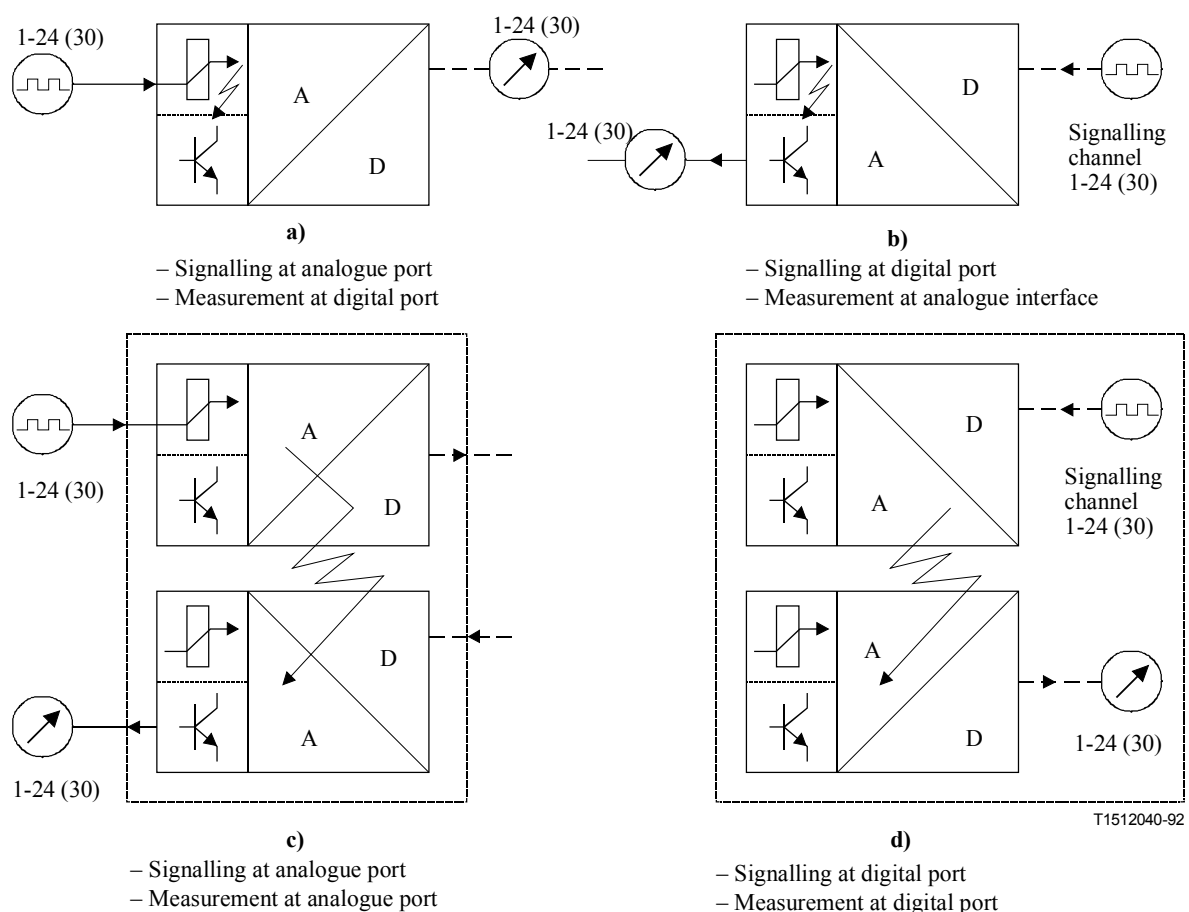 1-24 (30)
A
D
1-24 (30)
a)
– Signalling at analogue port
– Measurement at digital port
1-24 (30)
A
D
Signalling
channel
1-24 (30)
b)
– Signalling at digital port
– Measurement at analogue interface
1-24 (30)
A
D
D
A
1-24 (30)
c)
– Signalling at analogue port
– Measurement at analogue port
D
A
Signalling
channel
1-24 (30)
A
D
1-24 (30)
T1512040-92
d)
– Signalling at digital port
– Measurement at digital port